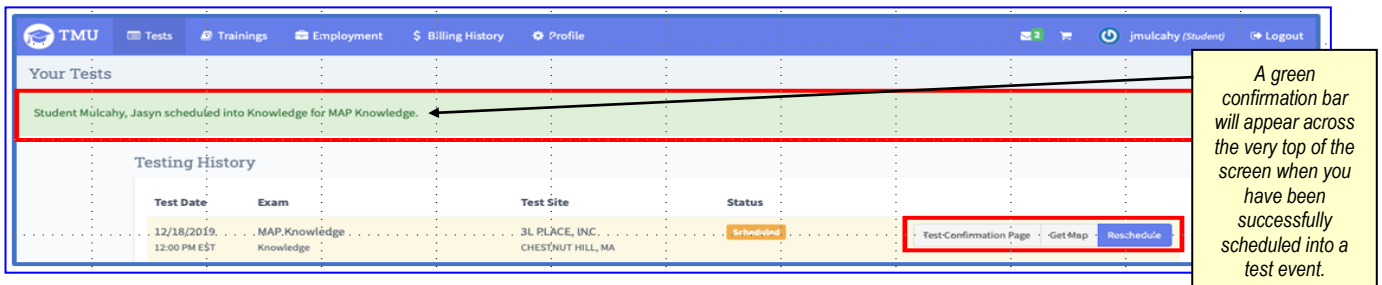 TMU Tests Trainings Employment $ Billing History Profile 2 jmulcahy (Student) Logout
Your Tests
Student Mulcahy, Jasyn scheduled into Knowledge for MAP Knowledge.
Testing History
Test Date Exam Test Site Status
12/18/2019 MAP Knowledge 3L PLACE, INC. Scheduled Test Confirmation Page Get Map Reschedule
12:00 PM EST Knowledge CHESTNUT HILL, MA
A green
confirmation bar
will appear across
the very top of the
screen when you
have been
successfully
scheduled into a
test event.